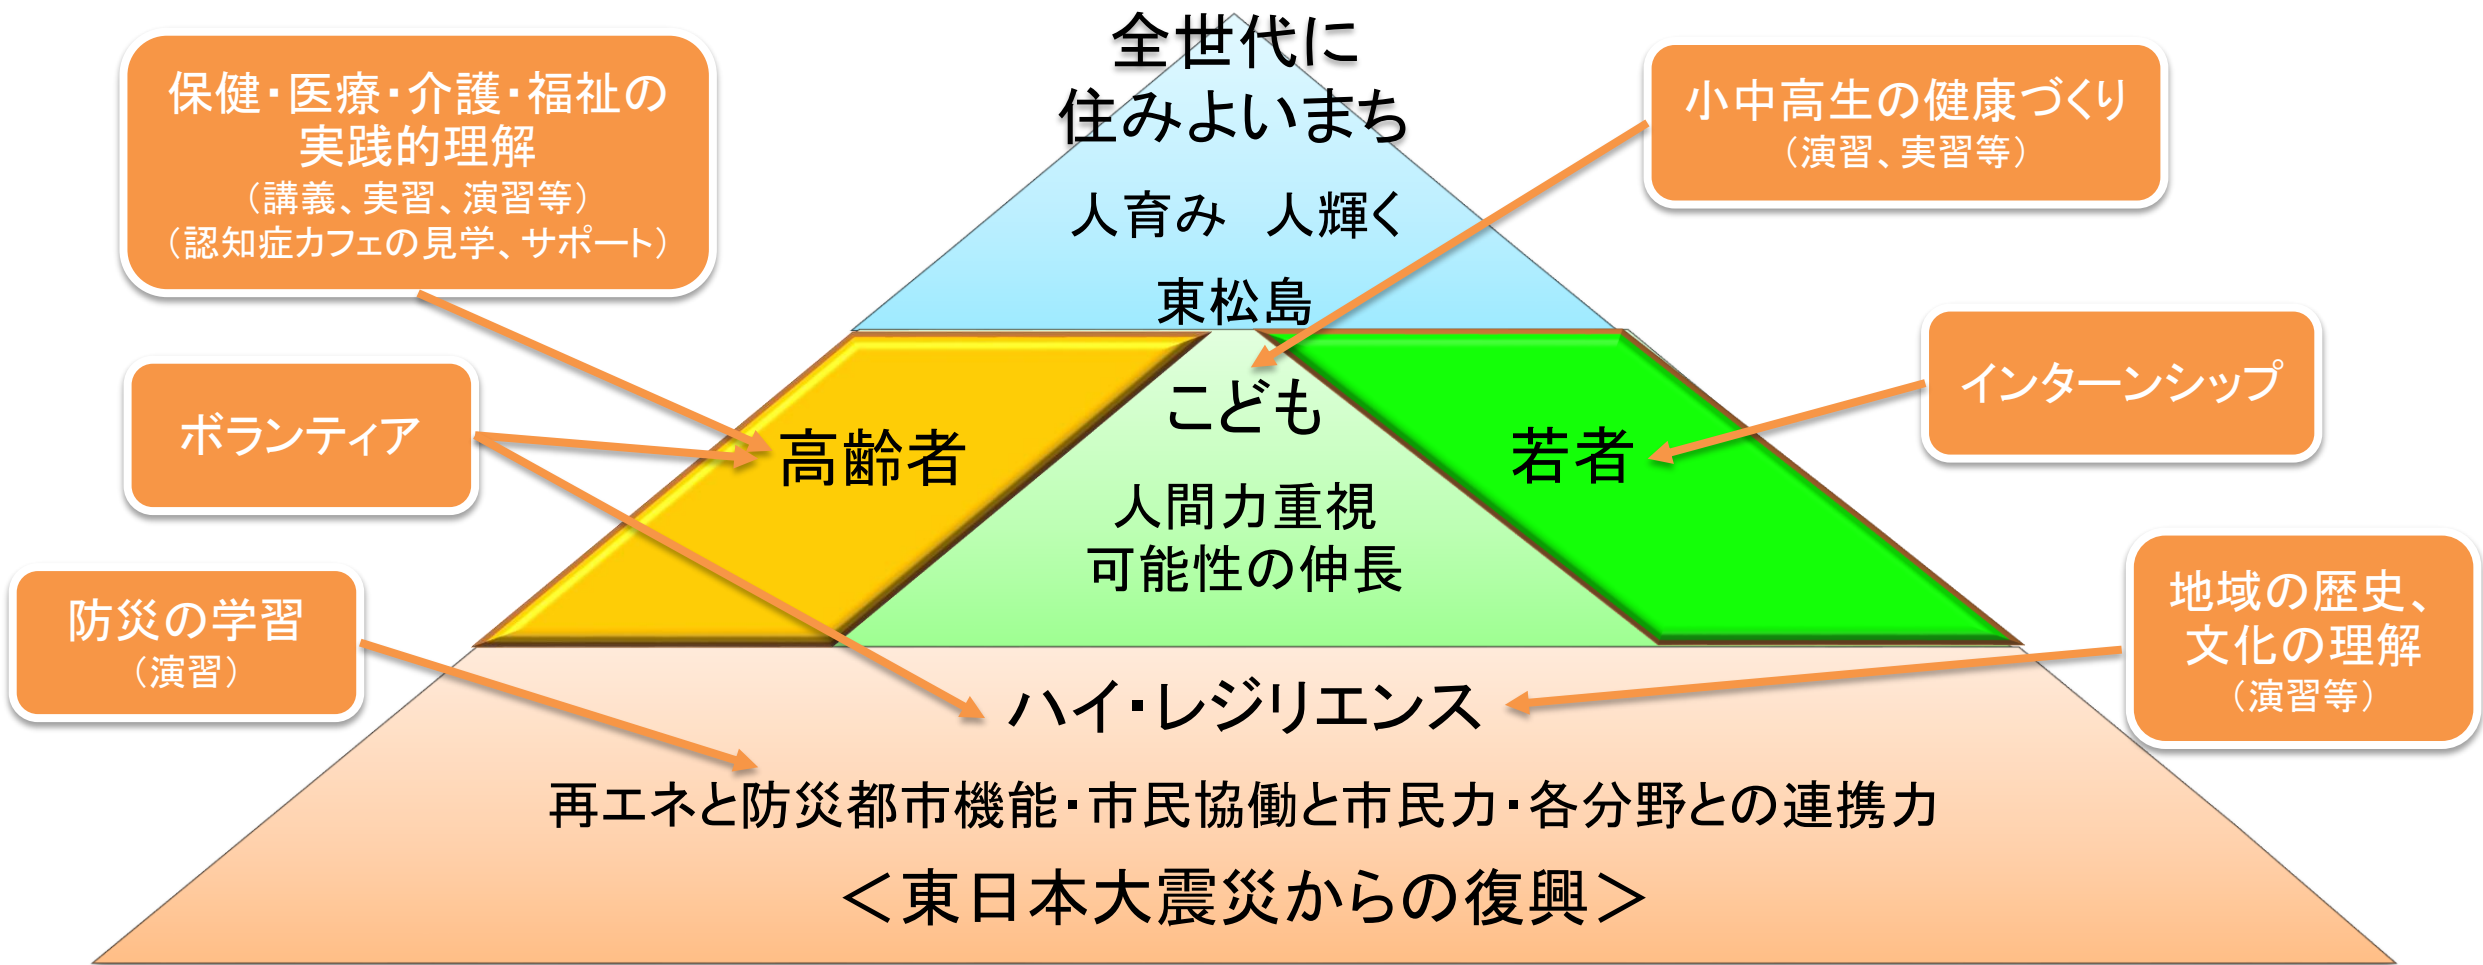 全世代に
住みよいまち
人育み　人輝く
東松島
保健・医療・介護・福祉の
実践的理解
（講義、実習、演習等）
（認知症カフェの見学、サポート）
小中高生の健康づくり
（演習、実習等）
ボランティア
インターンシップ
高齢者
こども
人間力重視
可能性の伸長
若者
防災の学習
（演習）
地域の歴史、
文化の理解
（演習等）
ハイ・レジリエンス
再エネと防災都市機能・市民協働と市民力・各分野との連携力
＜東日本大震災からの復興＞